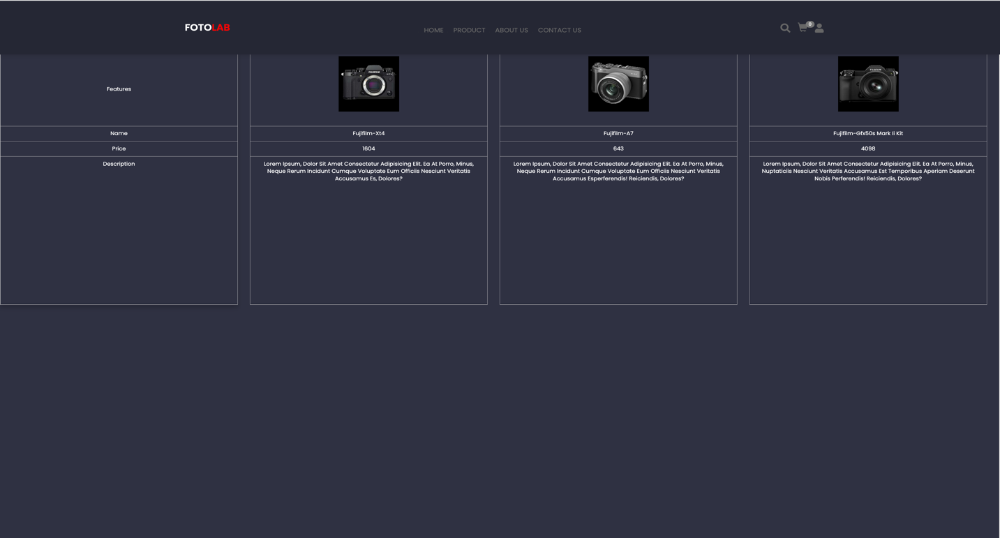 FOTOLAB
HOME PRODUCT ABOUT US CONTACT US
0
FUJIFILM
FUJIFILM
Features
Name
Fujifilm-Xt4
Fujifilm-A7
Fujifilm-Gfx50s Mark Ii Kit
Price
1604
643
4098
Description
Lorem Ipsum, Dolor Sit Amet Consectetur Adipisicing Elit. Ea At Porro, Minus,
Neque Rerum Incidunt Cumque Voluptate Eum Officiis Nesciunt Veritatis
Accusamus Es, Dolores?
Lorem Ipsum, Dolor Sit Amet Consectetur Adipisicing Elit. Ea At Porro, Minus,
Neque Rerum Incidunt Cumque Voluptate Eum Officiis Nesciunt Veritatis
Accusamus Esperferendis! Reiciendis, Dolores?
Lorem Ipsum, Dolor Sit Amet Consectetur Adipisicing Elit. Ea At Porro, Minus,
Nuptaticiis Nesciunt Veritatis Accusamus Est Temporibus Aperiam Deserunt
Nobis Perferendis! Reiciendis, Dolores?